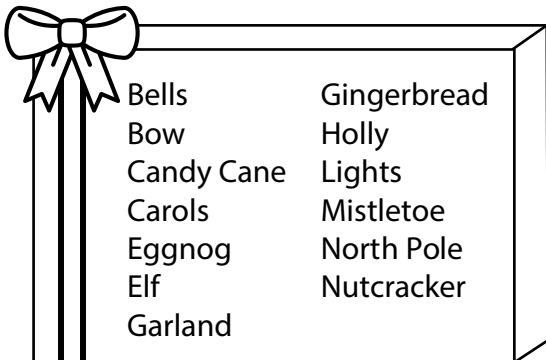 Bells
Bow
Candy Cane
Carols
Eggnog
Elf
Garland
Gingerbread
Holly
Lights
Mistletoe
North Pole
Nutcracker